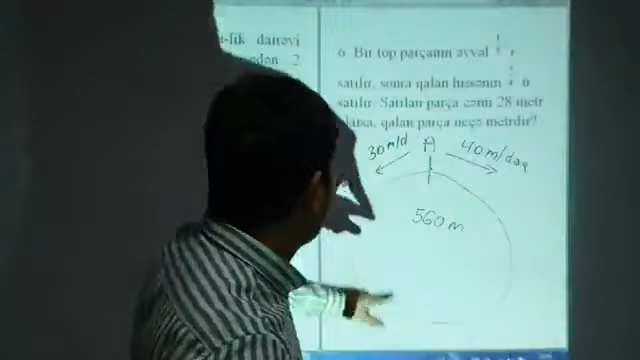 ü-lik dairəvi
2
6. Bir top parçanın əvvəl
satılır, sonra qalan hissənin
satılır. Satılan parça cəmi 28 metr
olarsa, qalan parça neçə metrdir?
30 m/d A 40 m/dəq
560 m